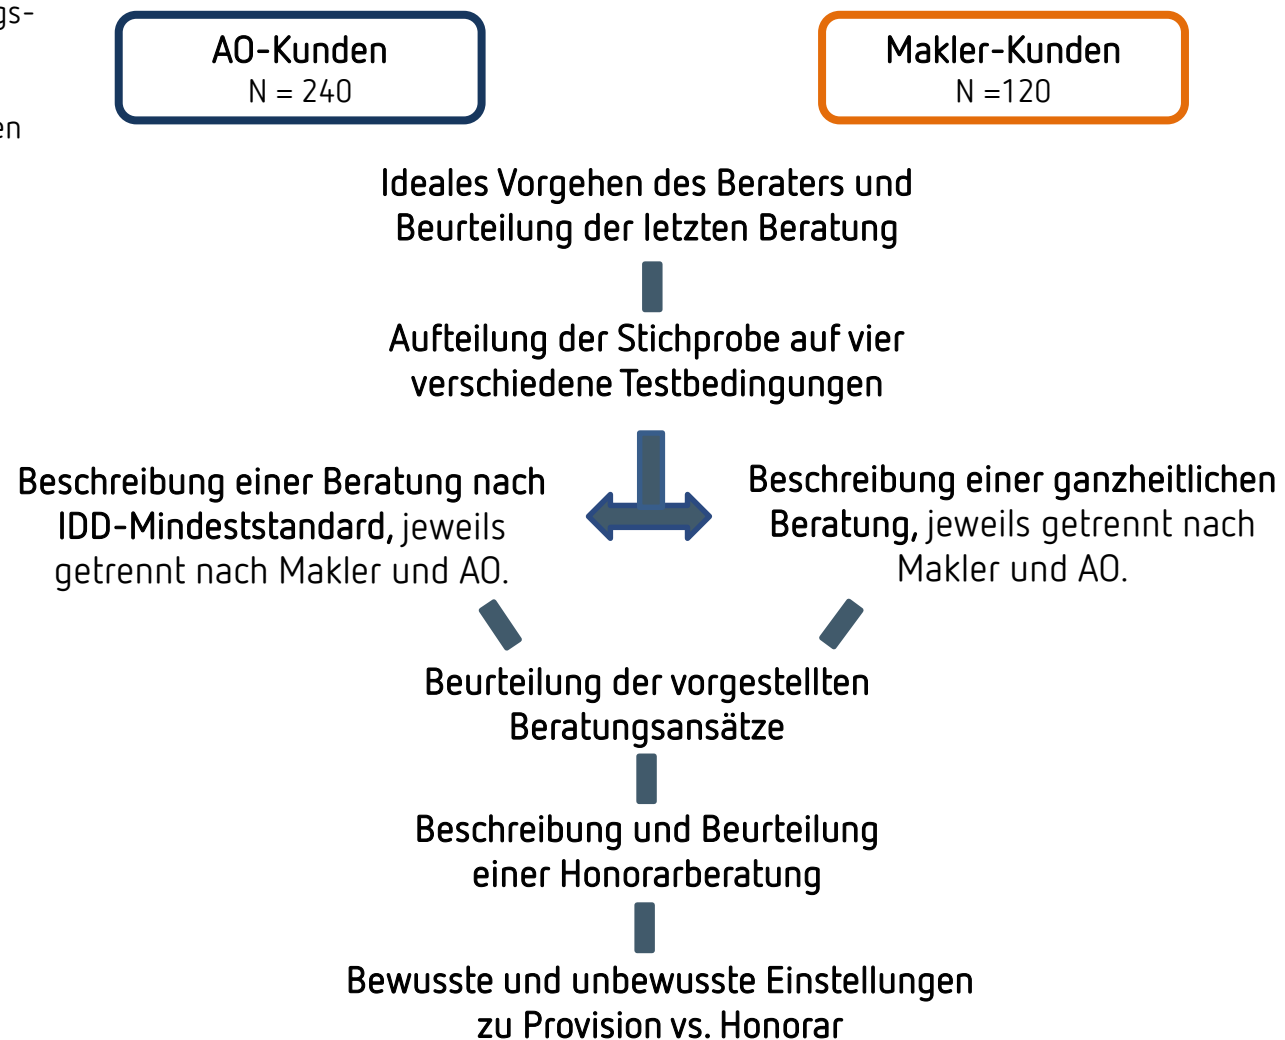 gs-
en
AO-Kunden
N = 240
Makler-Kunden
N =120
Ideales Vorgehen des Beraters und
Beurteilung der letzten Beratung
Aufteilung der Stichprobe auf vier
verschiedene Testbedingungen
Beschreibung einer Beratung nach
IDD-Mindeststandard, jeweils
getrennt nach Makler und AO.
Beschreibung einer ganzheitlichen
Beratung, jeweils getrennt nach
Makler und AO.
Beurteilung der vorgestellten
Beratungsansätze
Beschreibung und Beurteilung
einer Honorarberatung
Bewusste und unbewusste Einstellungen
zu Provision vs. Honorar